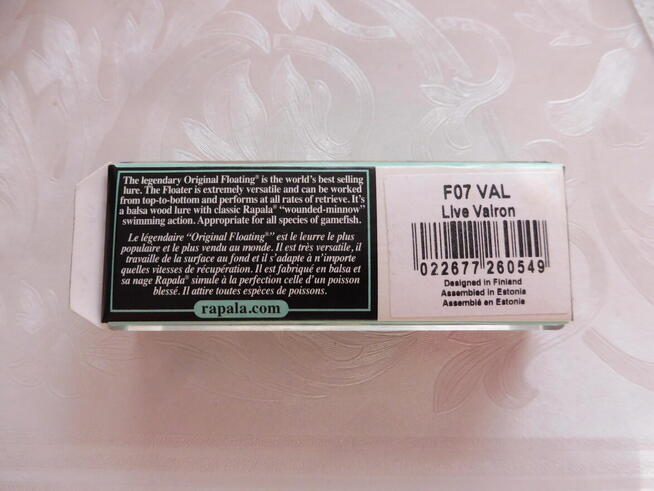 The legendary Original Floating® is the world's best selling
lure. The Floater is extremely versatile and can be worked
from top-to-bottom and performs at all rates of retrieve. It's
a balsa wood lure with classic Rapala® "wounded-minnow"
swimming action. Appropriate for all species of gamefish.
Le légendaire "Original Floating®" est le leurre le plus
populaire et le plus vendu au monde. Il est très versatile, il
travaille de la surface au fond et il s'adapte à n'importe
quelles vitesses de récupération. Il est fabriqué en balsa et
sa nage Rapala® simule à la perfection celle d'un poisson
blessé. Il attire toutes espèces de poissons.
rapala.com
F07 VAL
Live Vairon
022677 260549
Designed in Finland
Assembled in Estonia
Assemblé en Estonie